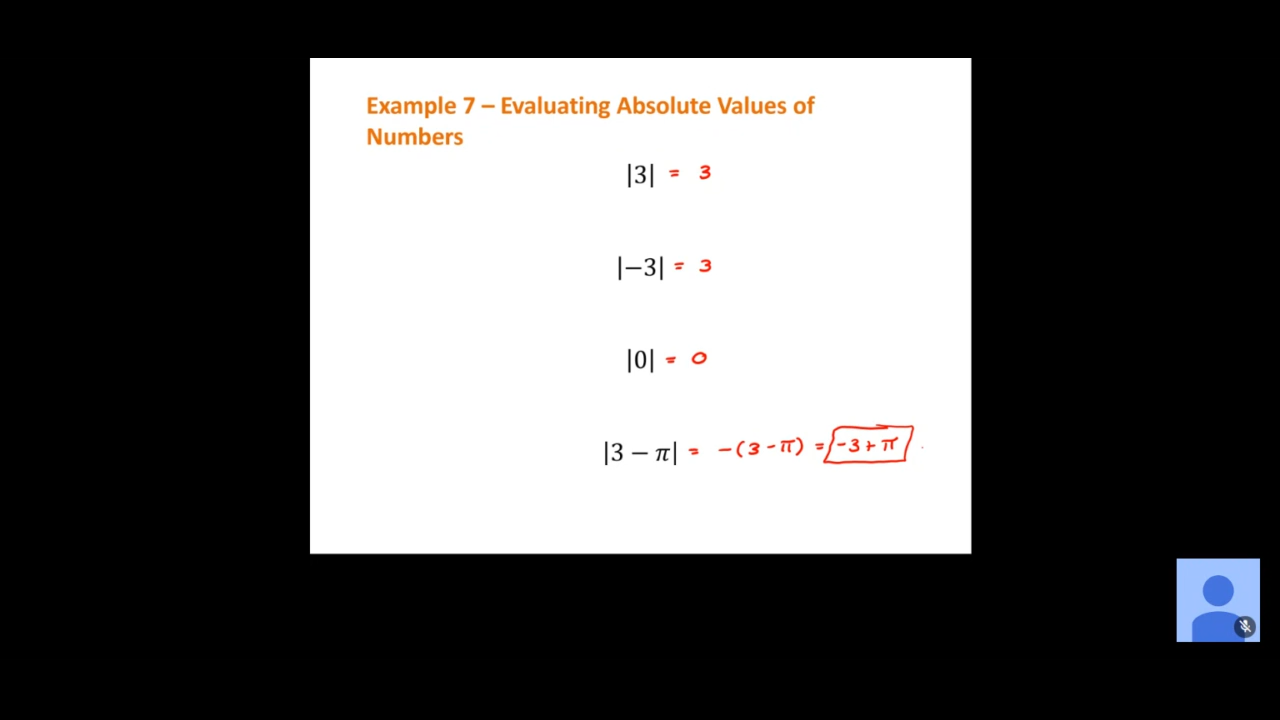 Example 7 – Evaluating Absolute Values of
Numbers
|3| = 3
|−3| = 3
|0| = 0
|3 − π| = -(3-π) = -3+π